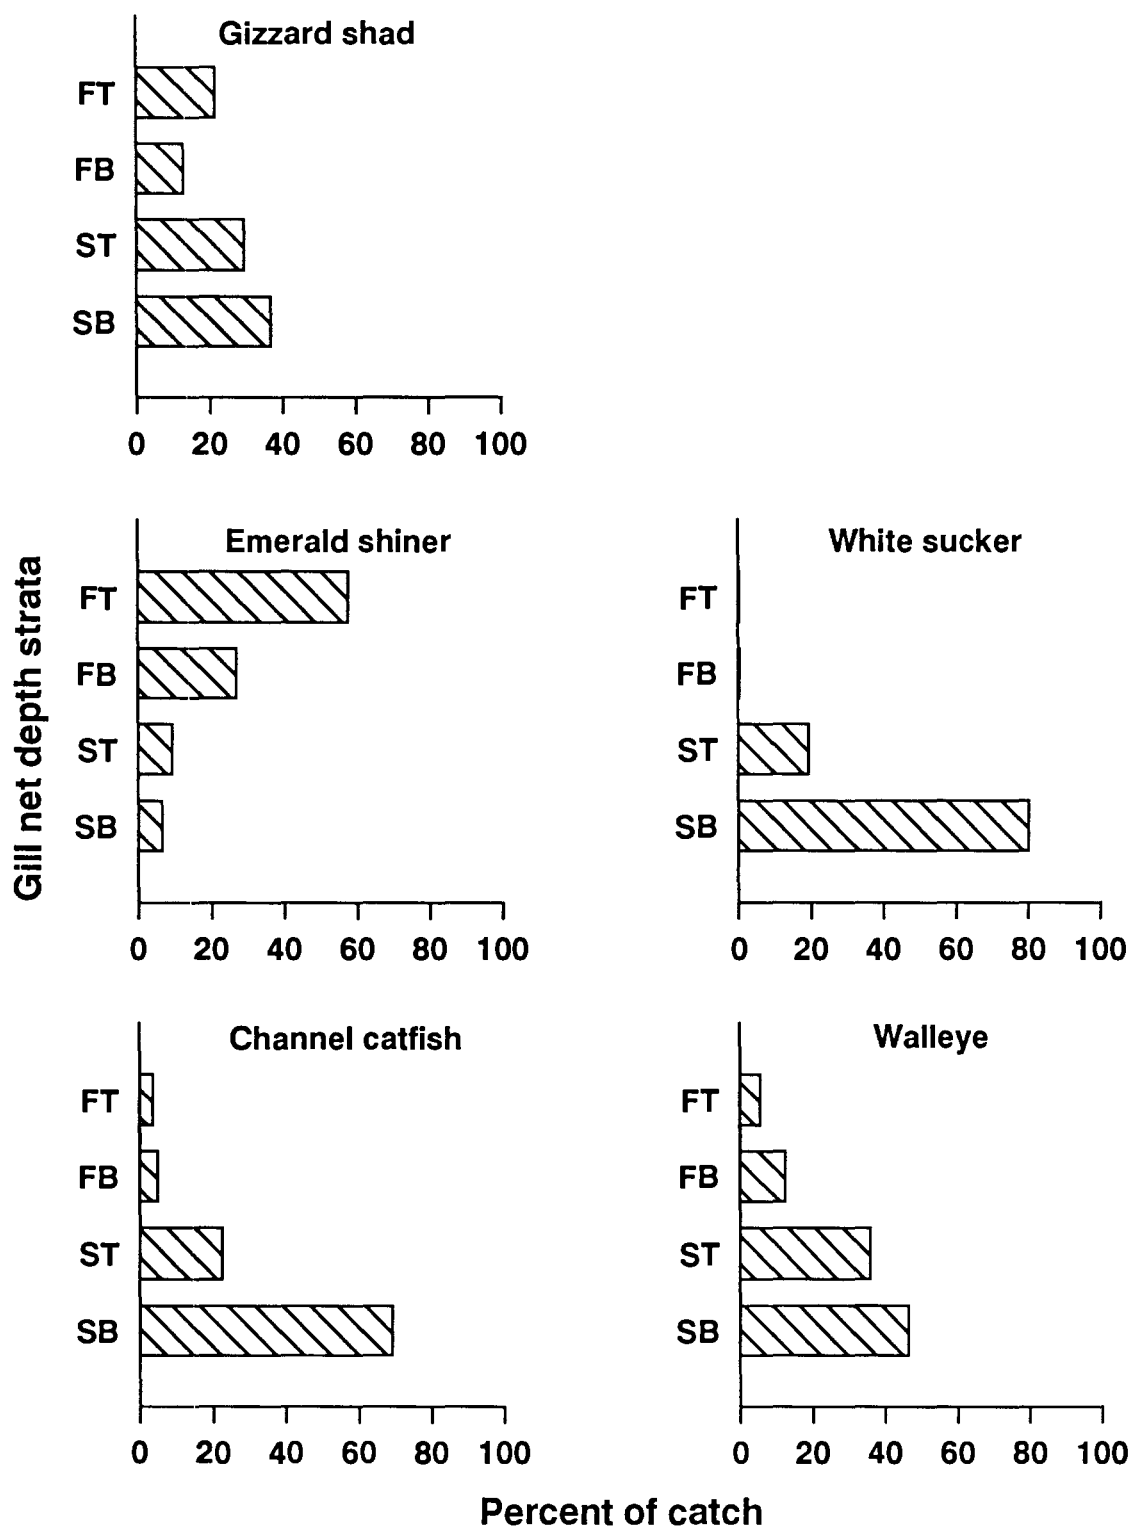 Gizzard shad
FT
FB
ST
SB
0 20 40 60 80 100
Gill net depth strata
Emerald shiner
FT
FB
ST
SB
0 20 40 60 80 100
White sucker
FT
FB
ST
SB
0 20 40 60 80 100
Channel catfish
FT
FB
ST
SB
0 20 40 60 80 100
Walleye
FT
FB
ST
SB
0 20 40 60 80 100
Percent of catch